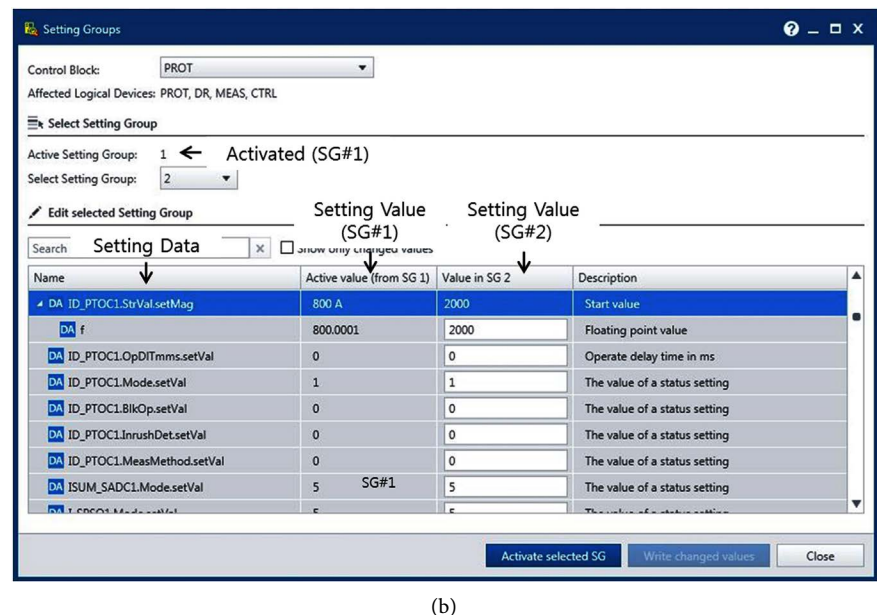 Setting Groups
Control Block: PROT
Affected Logical Devices: PROT, DR, MEAS, CTRL
Select Setting Group
Active Setting Group: 1 Activated (SG#1)
Select Setting Group: 2
Edit selected Setting Group
Setting Value (SG#1)
Setting Value (SG#2)
Search Setting Data x Show only changed values
Name Active value (from SG 1) Value in SG 2 Description
DA ID_PTOC1.StrVal.setMag 800 A 2000 Start value
DA f 800.0001 2000 Floating point value
DA ID_PTOC1.OpDlTmms.setVal 0 0 Operate delay time in ms
DA ID_PTOC1.Mode.setVal 1 1 The value of a status setting
DA ID_PTOC1.BlkOp.setVal 0 0 The value of a status setting
DA ID_PTOC1.InrushDet.setVal 0 0 The value of a status setting
DA ID_PTOC1.MeasMethod.setVal 0 0 The value of a status setting
DA ISUM_SADC1.Mode.setVal 5 SG#1 5 The value of a status setting
Activate selected SG Write changed values Close
(b)